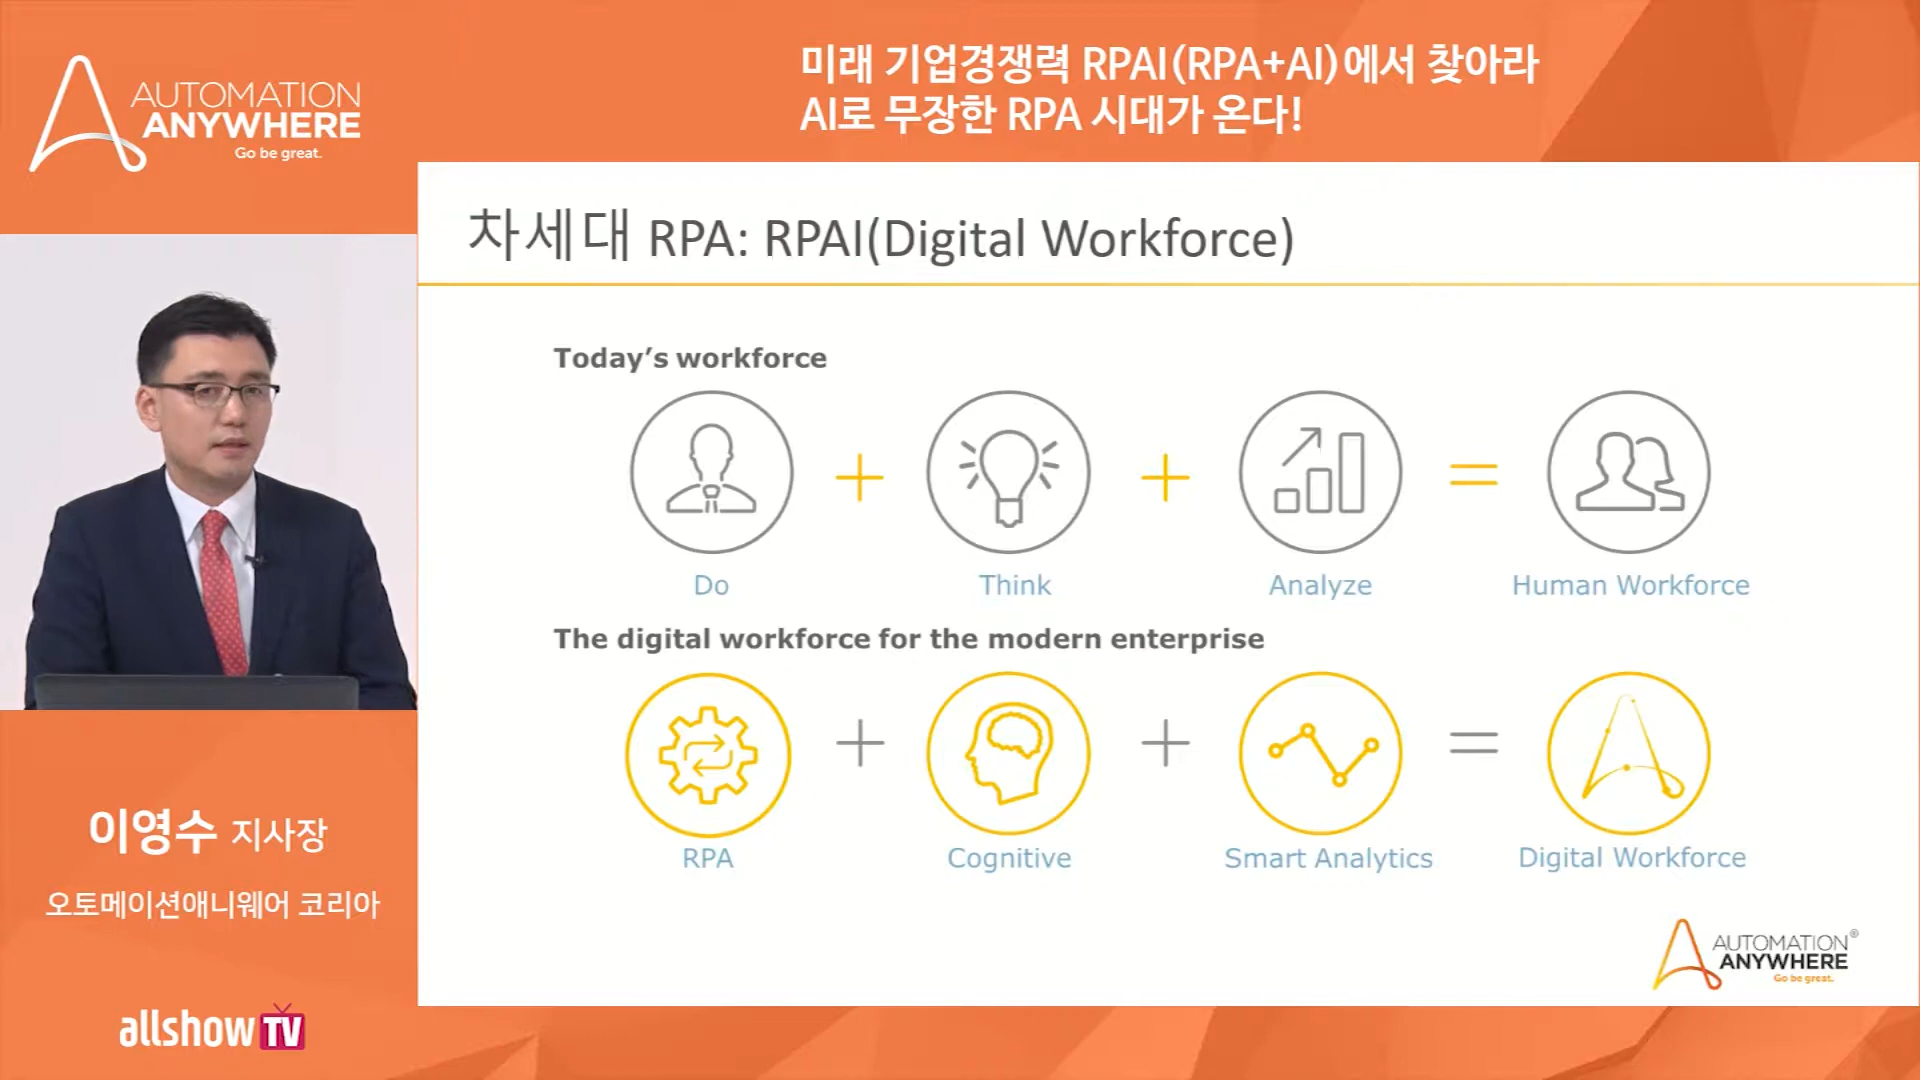 AUTOMATION
ANYWHERE
Go be great.
미래 기업경쟁력 RPAI(RPA+AI)에서 찾아라
AI로 무장한 RPA 시대가 온다!
차세대 RPA: RPAI(Digital Workforce)
Today's workforce
Do + Think + Analyze = Human Workforce
The digital workforce for the modern enterprise
RPA + Cognitive + Smart Analytics = Digital Workforce
AUTOMATION®
ANYWHERE
Go be great.
이영수 지사장
오토메이션애니웨어 코리아
allshow TV